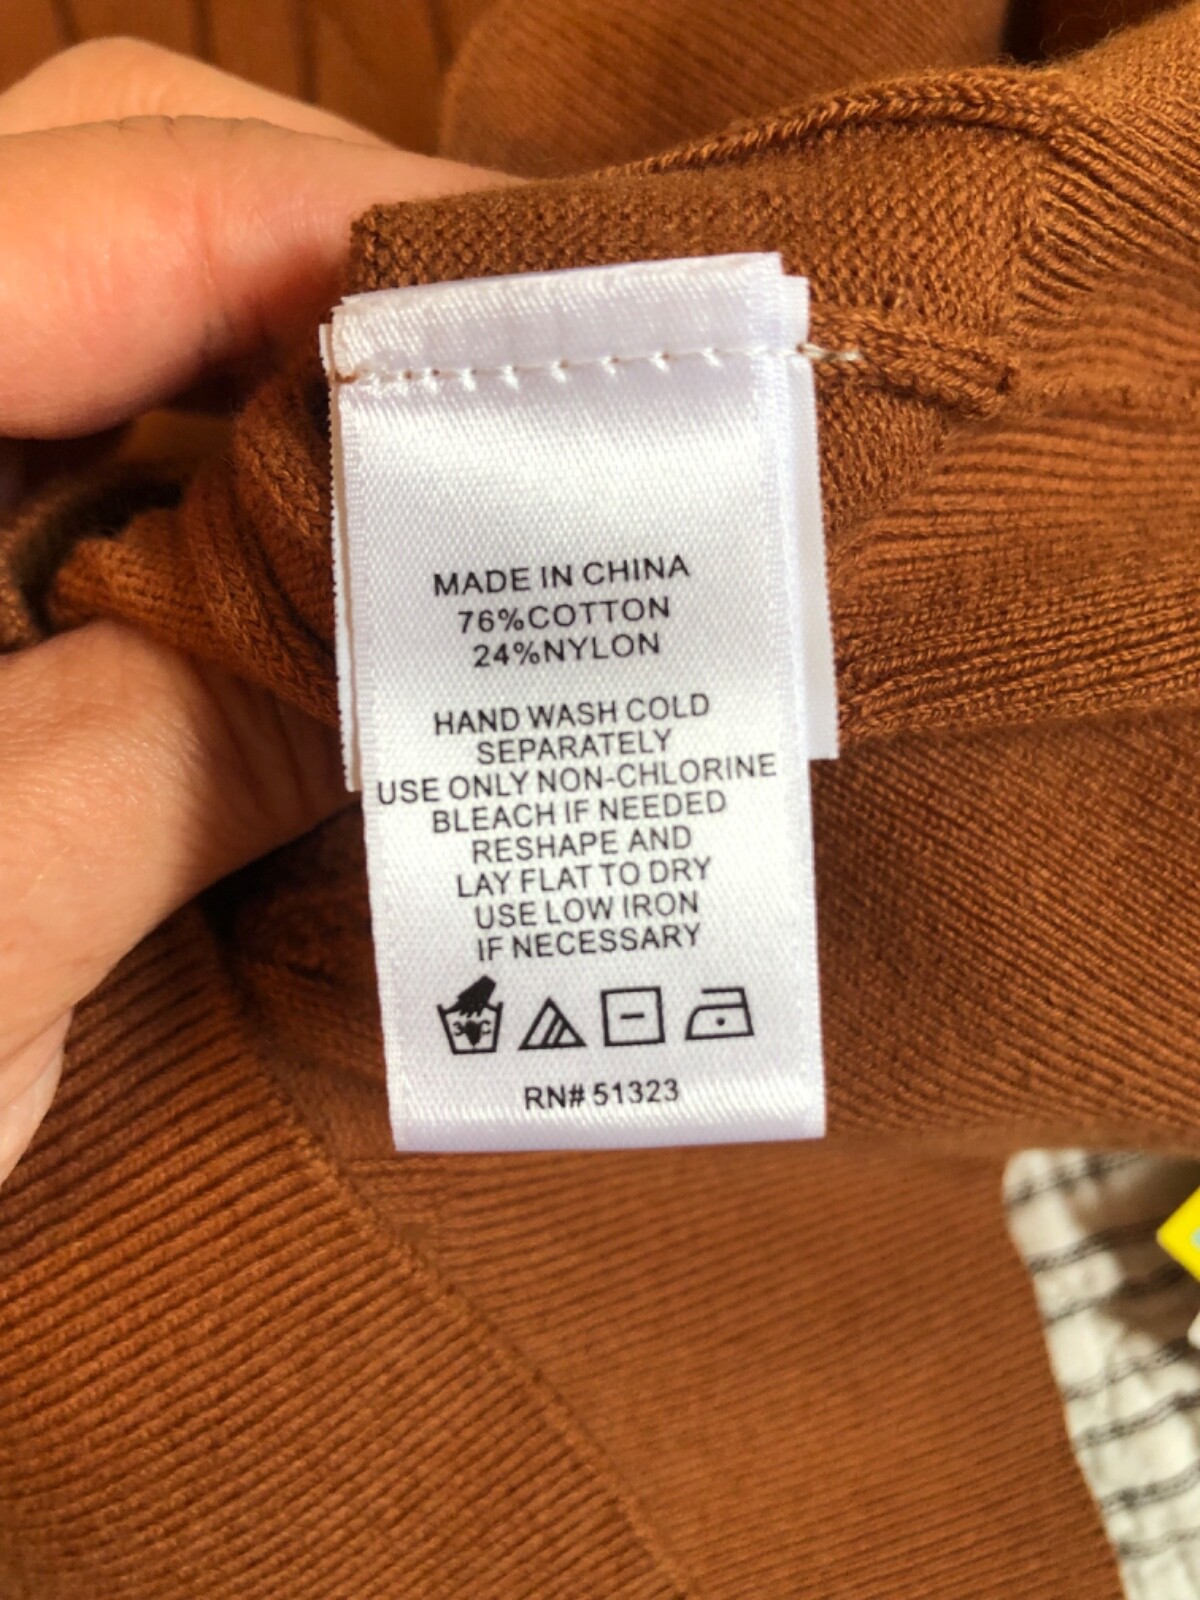 MADE IN CHINA
76%COTTON
24%NYLON
HAND WASH COLD
SEPARATELY
USE ONLY NON-CHLORINE
BLEACH IF NEEDED
RESHAPE AND
LAY FLAT TO DRY
USE LOW IRON
IF NECESSARY
RN# 51323